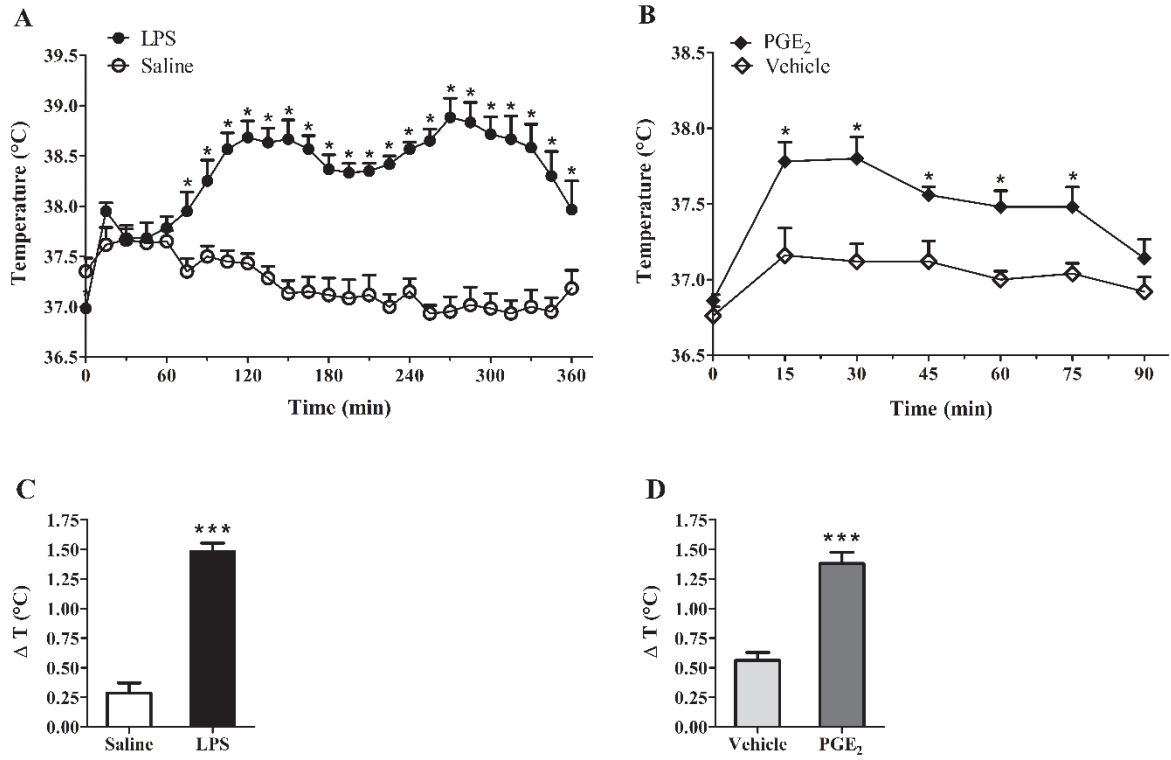 A
LPS
Saline
Temperature (°C)
39.5
39.0
38.5
38.0
37.5
37.0
36.5
* * * * * * * * * * * * * * * * * * * *
0 60 120 180 240 300 360
Time (min)
B
PGE₂
Vehicle
Temperature (°C)
38.5
38.0
37.5
37.0
36.5
* * * * *
0 15 30 45 60 75 90
Time (min)
C
Δ T (°C)
1.75
1.50
1.25
1.00
0.75
0.50
0.25
0.00
***
Saline LPS
D
Δ T (°C)
1.75
1.50
1.25
1.00
0.75
0.50
0.25
0.00
***
Vehicle PGE₂